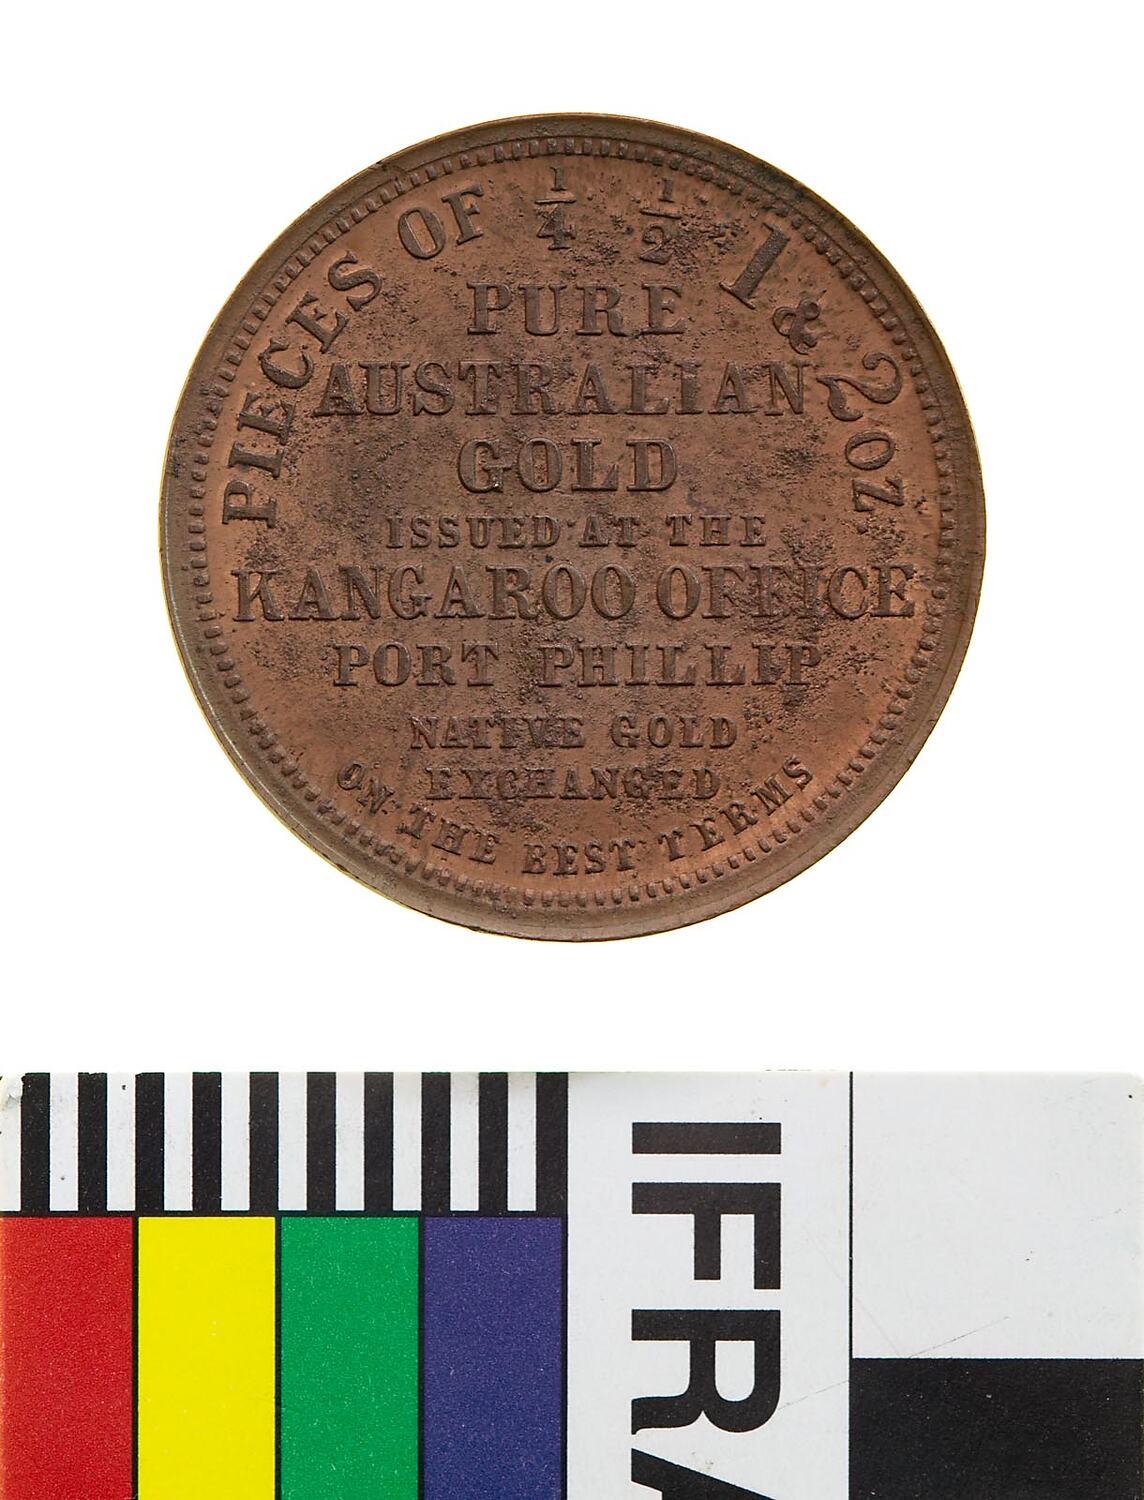 PIECES OF 1/4 1/2 1 & 2 OZ
PURE
AUSTRALIAN
GOLD
ISSUED AT THE
KANGAROO OFFICE
PORT PHILLIP
NATIVE GOLD
EXCHANGED
ON THE BEST TERMS
IFRA